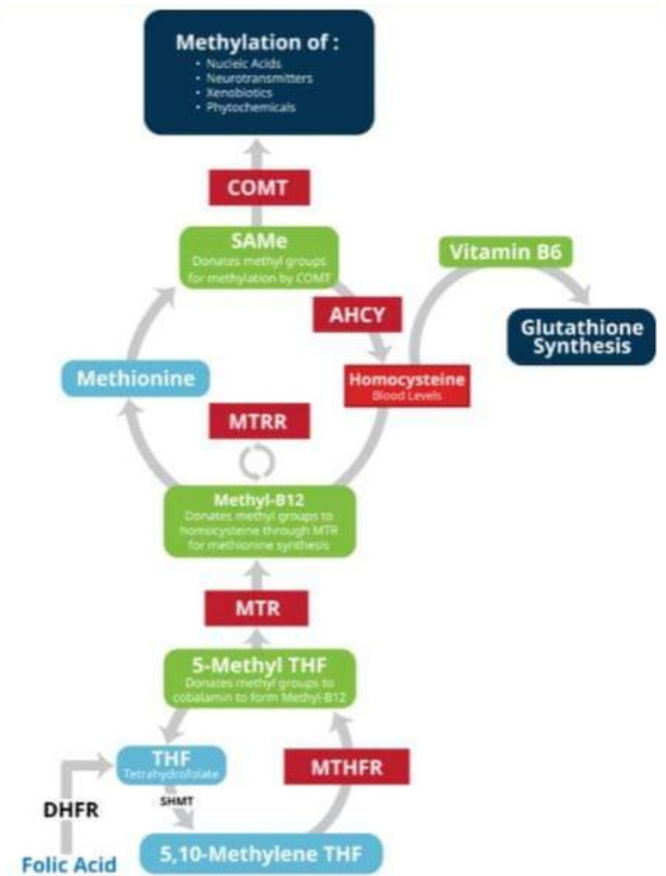 Methylation of :
• Nucleic Acids
• Neurotransmitters
• Xenobiotics
• Phytochemicals
COMT
SAMe
Donates methyl groups
for methylation by COMT
Vitamin B6
AHCY
Glutathione
Synthesis
Methionine
Homocysteine
Blood Levels
MTRR
Methyl-B12
Donates methyl groups to
homocysteine through MTR
for methionine synthesis
MTR
5-Methyl THF
Donates methyl groups to
cobalamin to form Methyl-B12
THF
Tetrahydrofolate
MTHFR
SHMT
DHFR
5,10-Methylene THF
Folic Acid